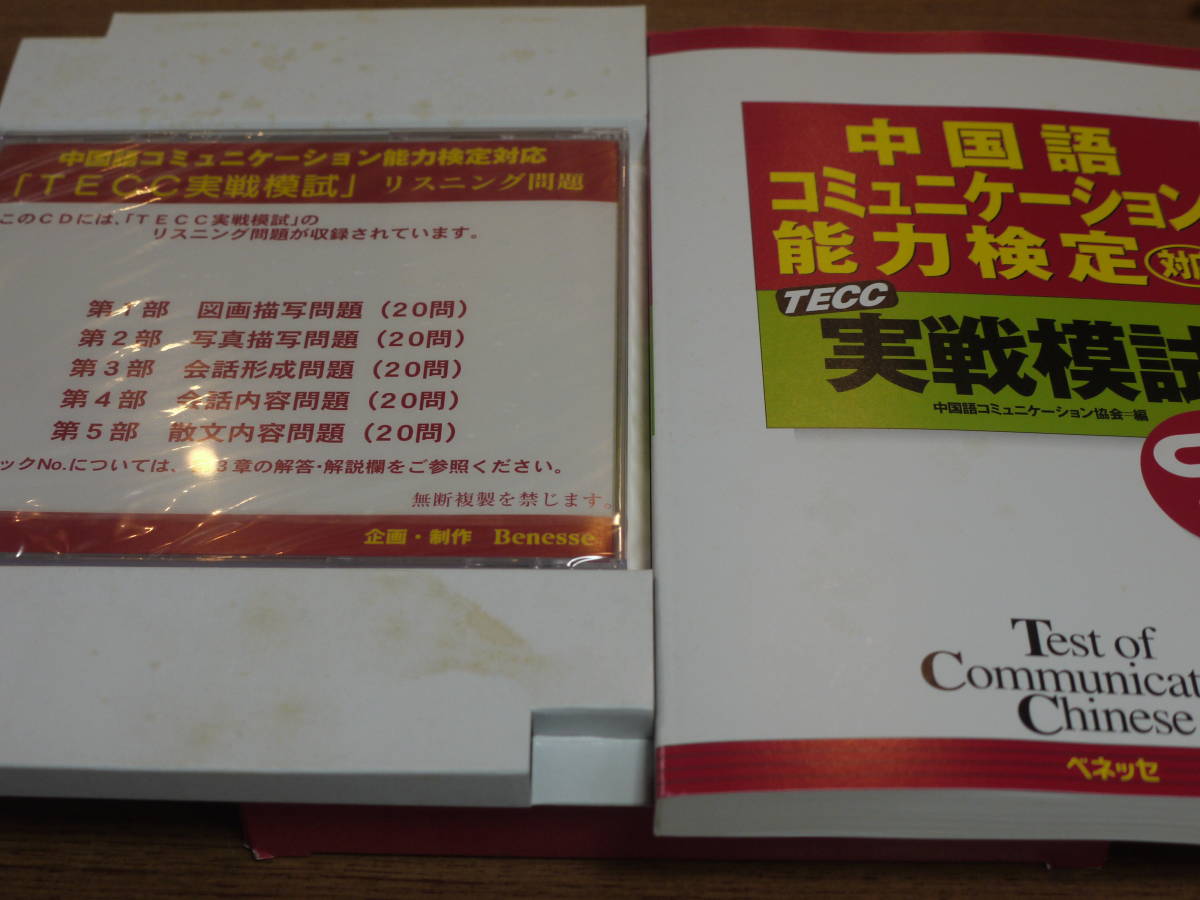 中国語コミュニケーション能力検定対応
「TECC実戦模試」 リスニング問題
このCDには、「TECC実戦模試」の
リスニング問題が収録されています。
第1部 図画描写問題(20問)
第2部 写真描写問題(20問)
第3部 会話形成問題(20問)
第4部 会話内容問題(20問)
第5部 散文内容問題(20問)
ックNo.については、第3章の解答・解説欄をご参照ください。
無断複製を禁じます。
企画・制作 Benesse
中国語
コミュニケーション
能力検定 対応
TECC
実戦模試
中国語コミュニケーション協会=編
Test of
Communicat
Chinese
ベネッセ